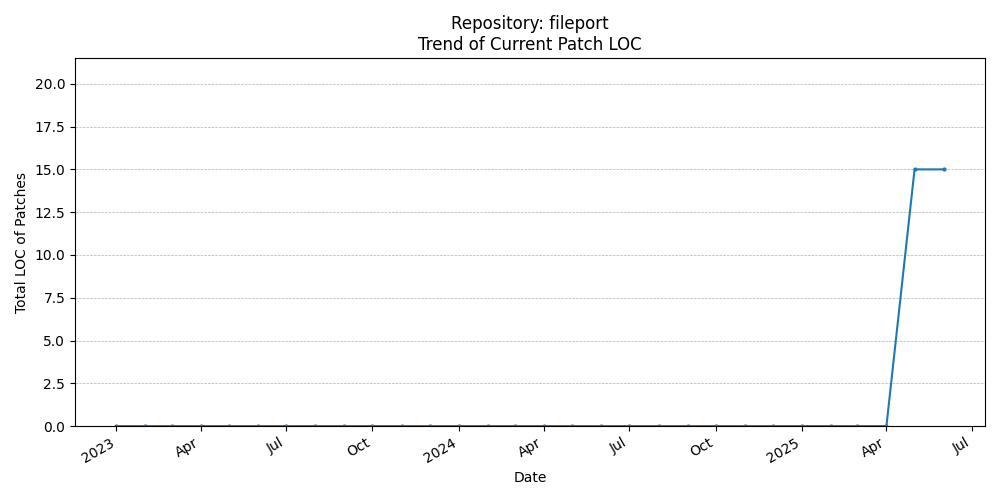 Repository: fileport
Trend of Current Patch LOC
Total LOC of Patches
20.0
17.5
15.0
12.5
10.0
7.5
5.0
2.5
0.0
2023
Apr
Jul
Oct
2024
Apr
Jul
Oct
2025
Apr
Jul
Date